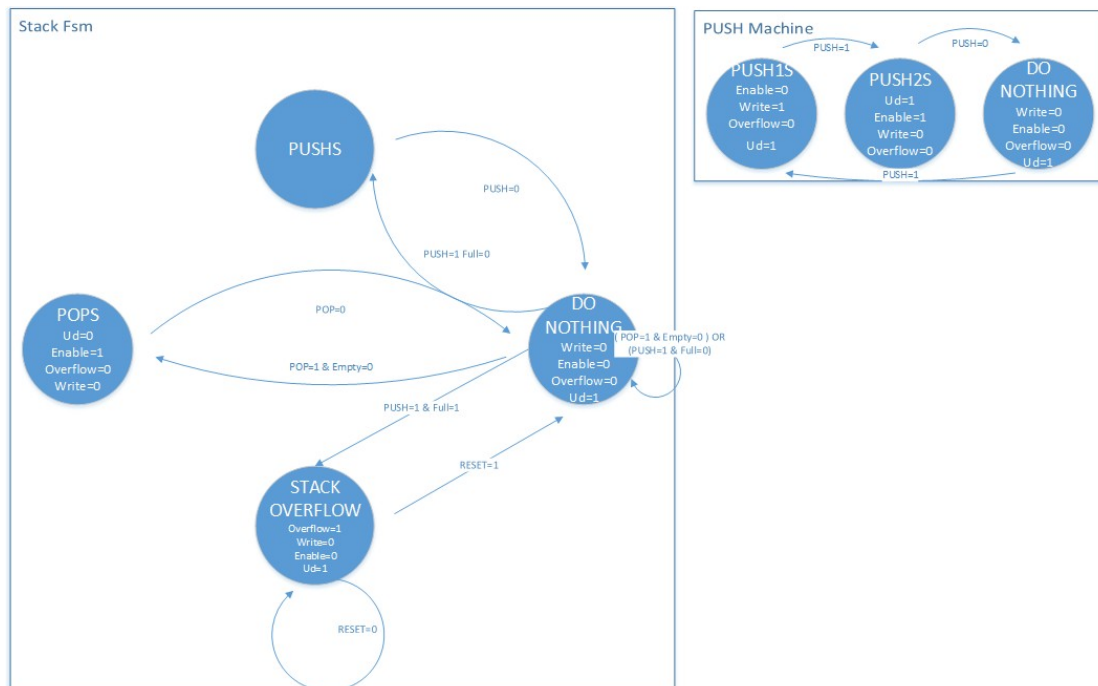 Stack Fsm
PUSHS
PUSH=0
PUSH=1 Full=0
POP=0
POPS
Ud=0
Enable=1
Overflow=0
Write=0
POP=1 & Empty=0
DO
NOTHING
Write=0
Enable=0
Overflow=0
Ud=1
( POP=1 & Empty=0 ) OR
(PUSH=1 & Full=0)
PUSH=1 & Full=1
RESET=1
STACK
OVERFLOW
Overflow=1
Write=0
Enable=0
Ud=1
RESET=0
PUSH Machine
PUSH=1
PUSH=0
PUSH1S
Enable=0
Write=1
Overflow=0
Ud=1
PUSH2S
Ud=1
Enable=1
Write=0
Overflow=0
DO
NOTHING
Write=0
Enable=0
Overflow=0
Ud=1
PUSH=1